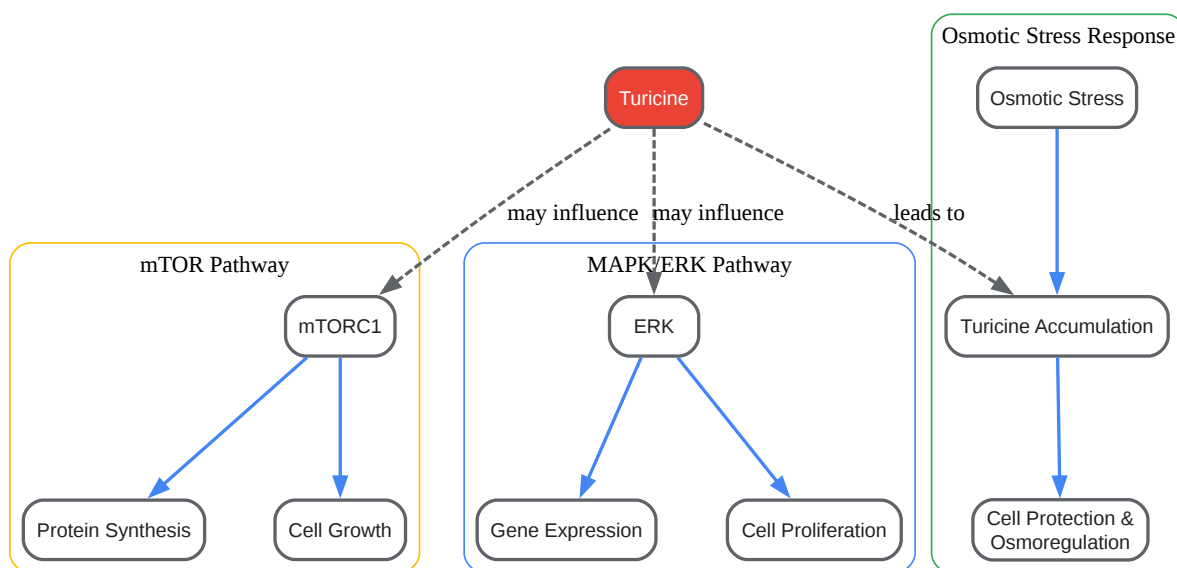 Osmotic Stress Response
Turicine
Osmotic Stress
may influence
may influence
leads to
mTOR Pathway
MAPK/ERK Pathway
mTORC1
ERK
Turicine Accumulation
Protein Synthesis
Cell Growth
Gene Expression
Cell Proliferation
Cell Protection &
Osmoregulation